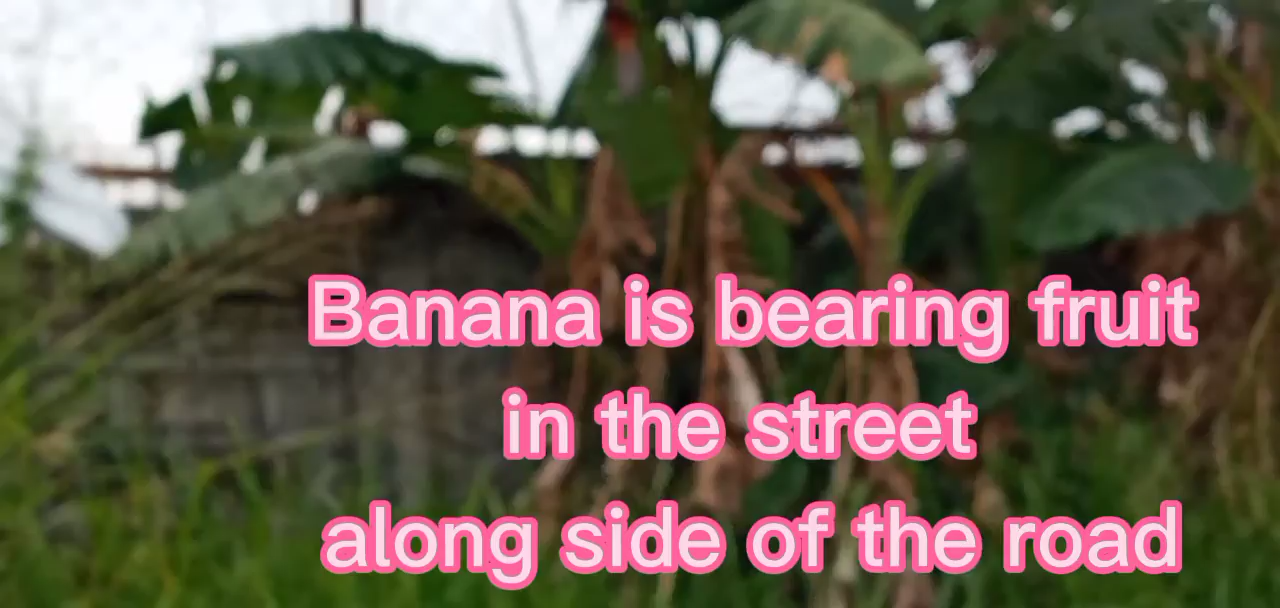 Banana is bearing fruit
in the street
along side of the road